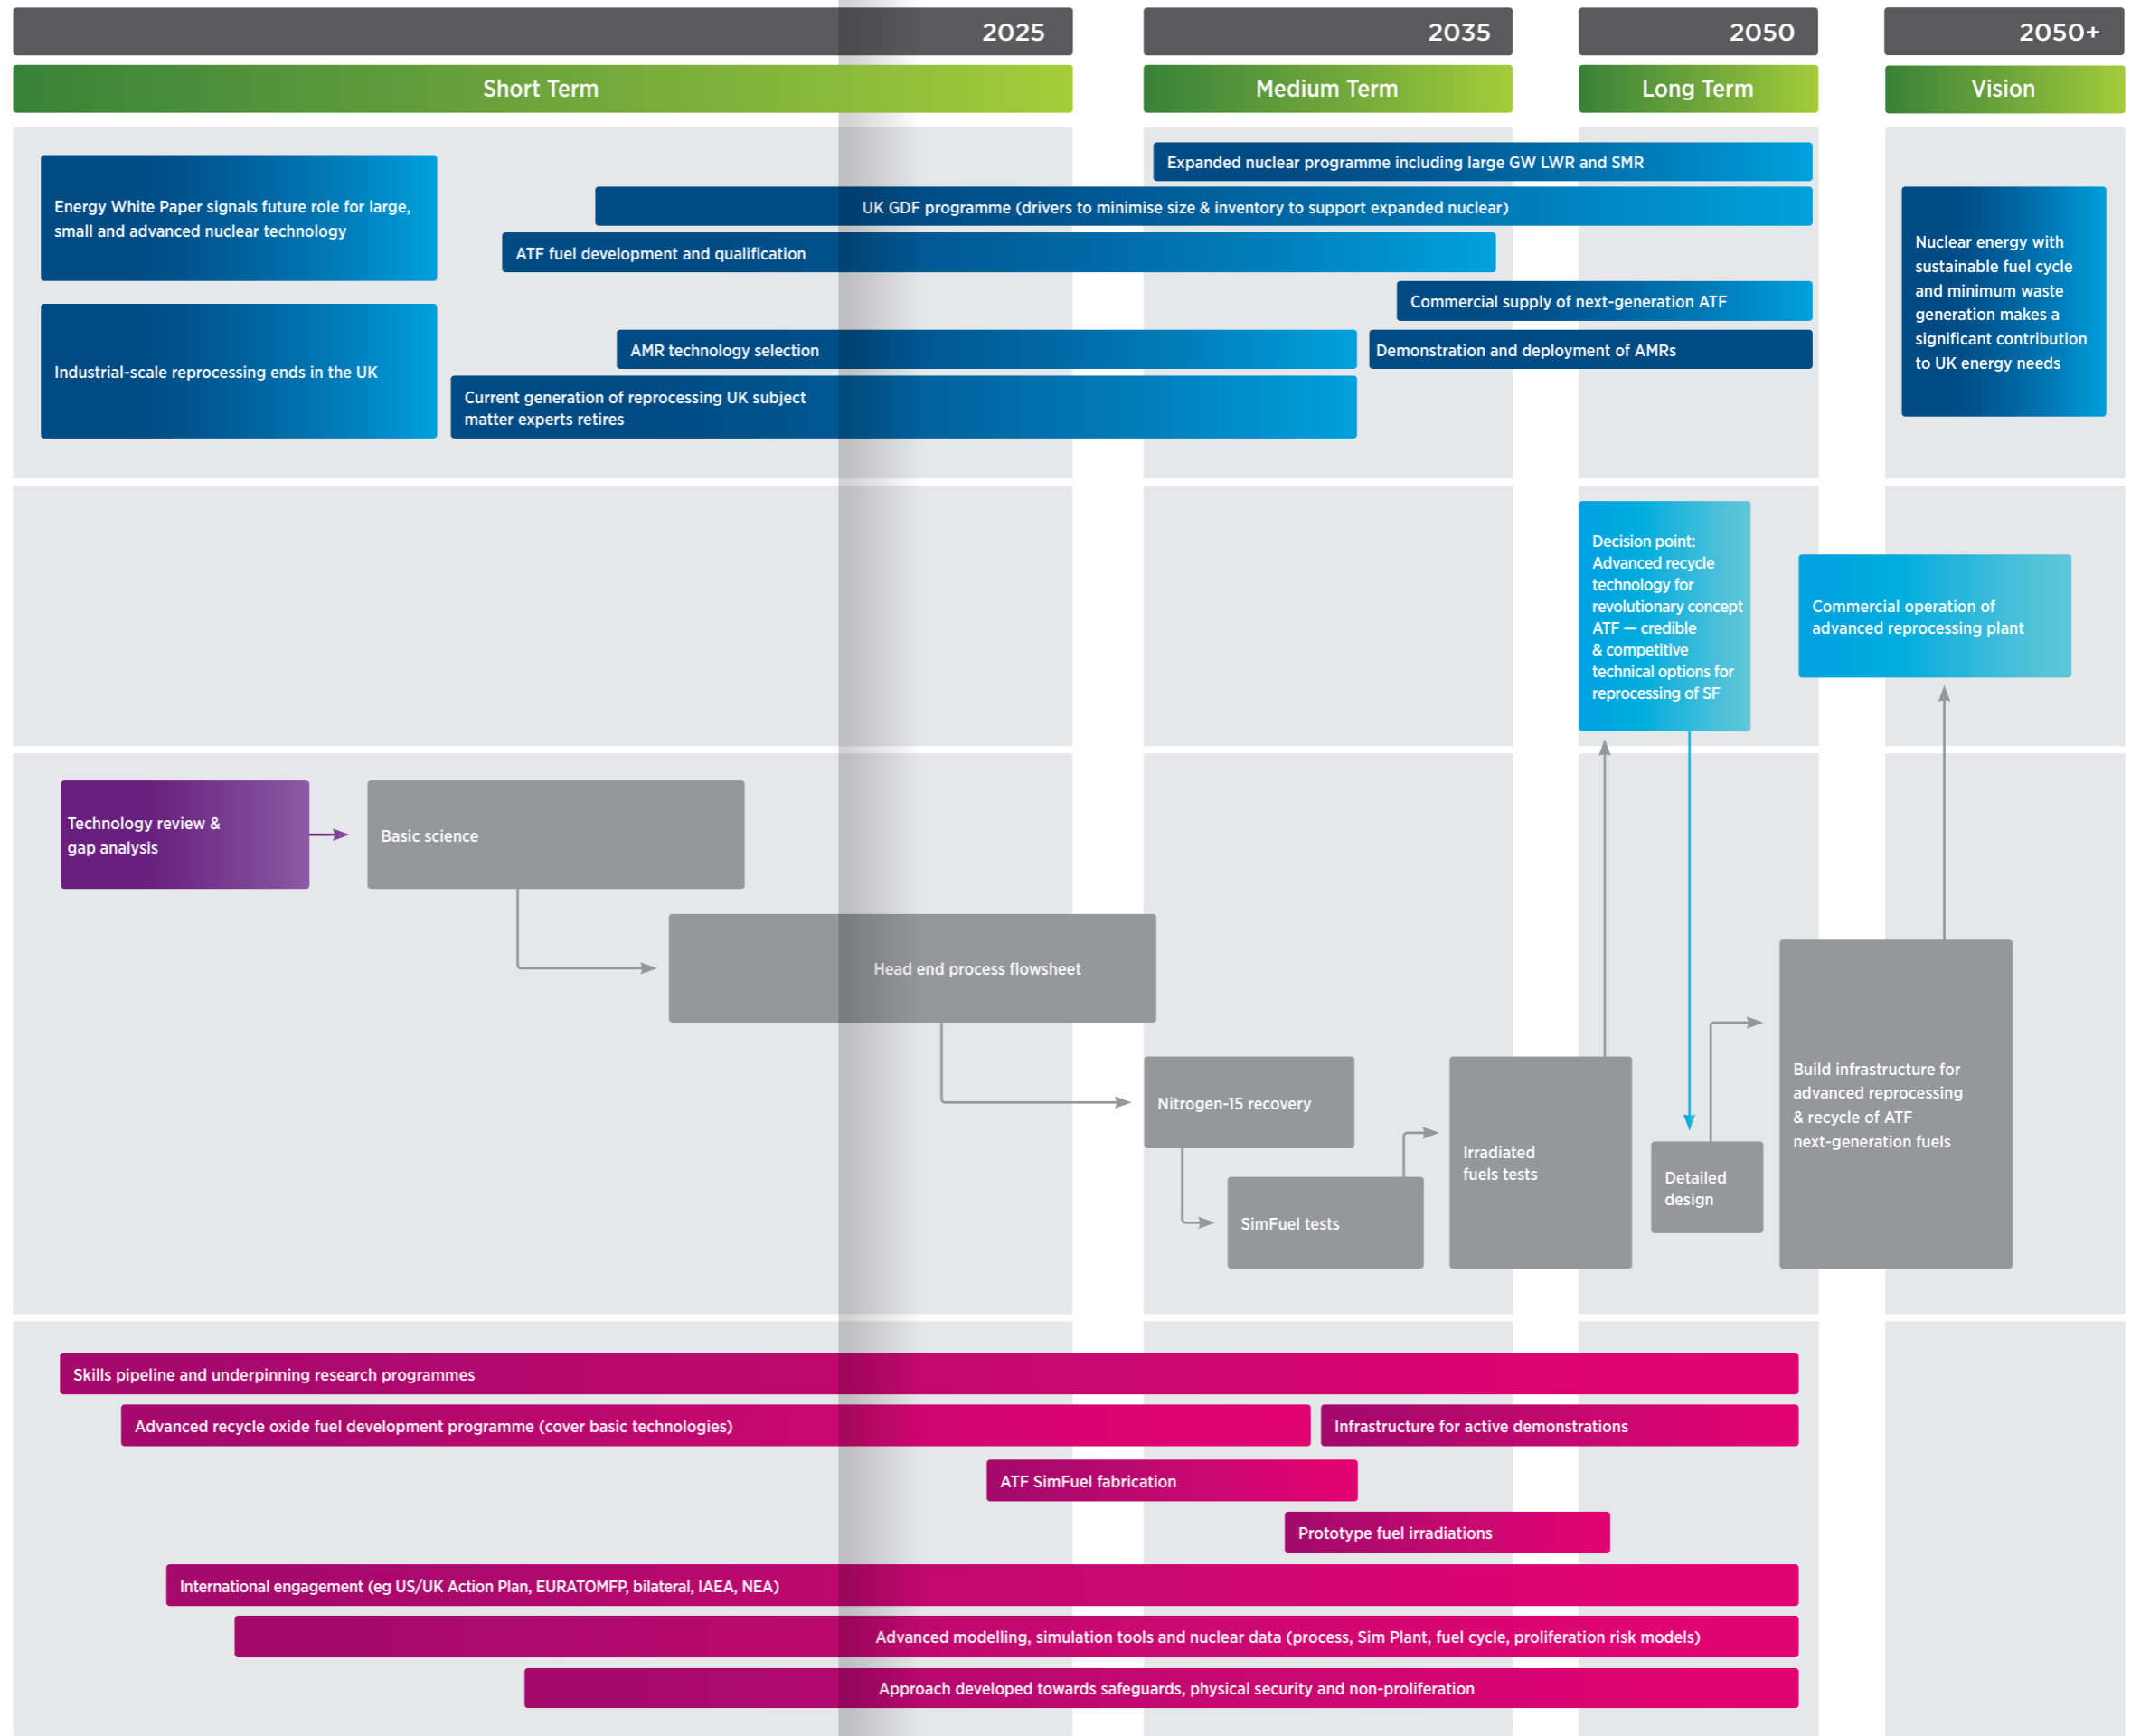 2025
2035
2050
2050+
Short Term
Medium Term
Long Term
Vision
Energy White Paper signals future role for large,
small and advanced nuclear technology
Industrial-scale reprocessing ends in the UK
Expanded nuclear programme including large GW LWR and SMR
UK GDF programme (drivers to minimise size & inventory to support expanded nuclear)
ATF fuel development and qualification
Commercial supply of next-generation ATF
AMR technology selection
Demonstration and deployment of AMRs
Current generation of reprocessing UK subject
matter experts retires
Nuclear energy with
sustainable fuel cycle
and minimum waste
generation makes a
significant contribution
to UK energy needs
Decision point:
Advanced recycle
technology for
revolutionary concept
ATF — credible
& competitive
technical options for
reprocessing of SF
Commercial operation of
advanced reprocessing plant
Technology review &
gap analysis
Basic science
Head end process flowsheet
Nitrogen-15 recovery
SimFuel tests
Irradiated
fuels tests
Detailed
design
Build infrastructure for
advanced reprocessing
& recycle of ATF
next-generation fuels
Skills pipeline and underpinning research programmes
Advanced recycle oxide fuel development programme (cover basic technologies)
Infrastructure for active demonstrations
ATF SimFuel fabrication
Prototype fuel irradiations
International engagement (eg US/UK Action Plan, EURATOMFP, bilateral, IAEA, NEA)
Advanced modelling, simulation tools and nuclear data (process, Sim Plant, fuel cycle, proliferation risk models)
Approach developed towards safeguards, physical security and non-proliferation